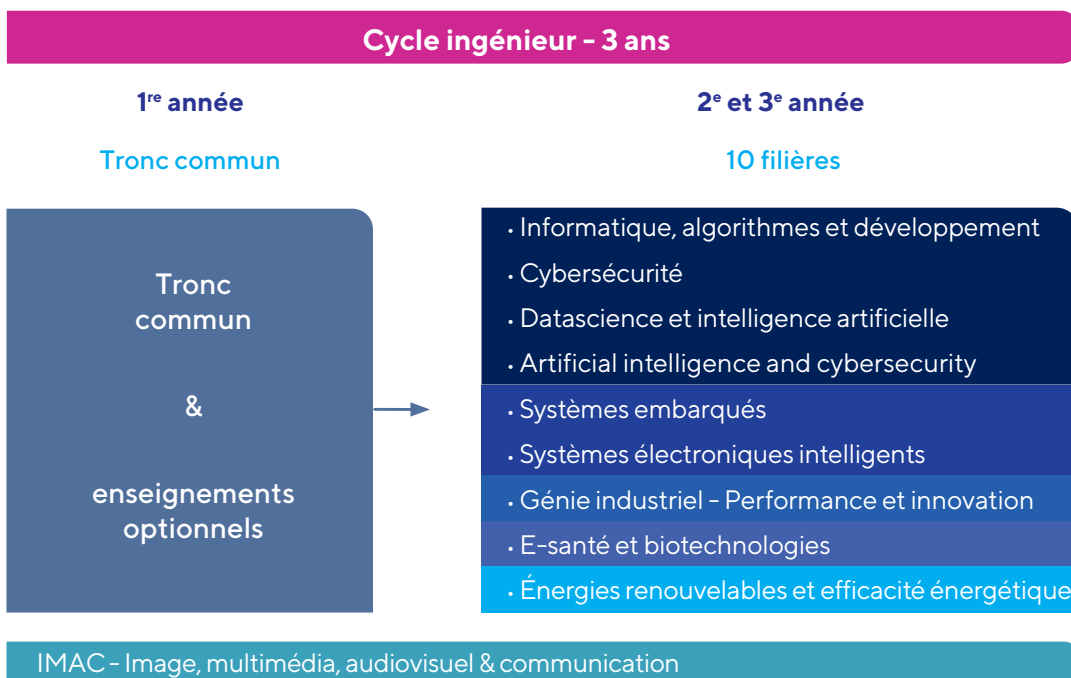 Cycle ingénieur - 3 ans
1re année
Tronc commun
2e et 3e année
10 filières
Tronc
commun
&
enseignements
optionnels
• Informatique, algorithmes et développement
• Cybersécurité
• Datascience et intelligence artificielle
• Artificial intelligence and cybersecurity
• Systèmes embarqués
• Systèmes électroniques intelligents
• Génie industriel - Performance et innovation
• E-santé et biotechnologies
• Énergies renouvelables et efficacité énergétique
IMAC - Image, multimédia, audiovisuel & communication